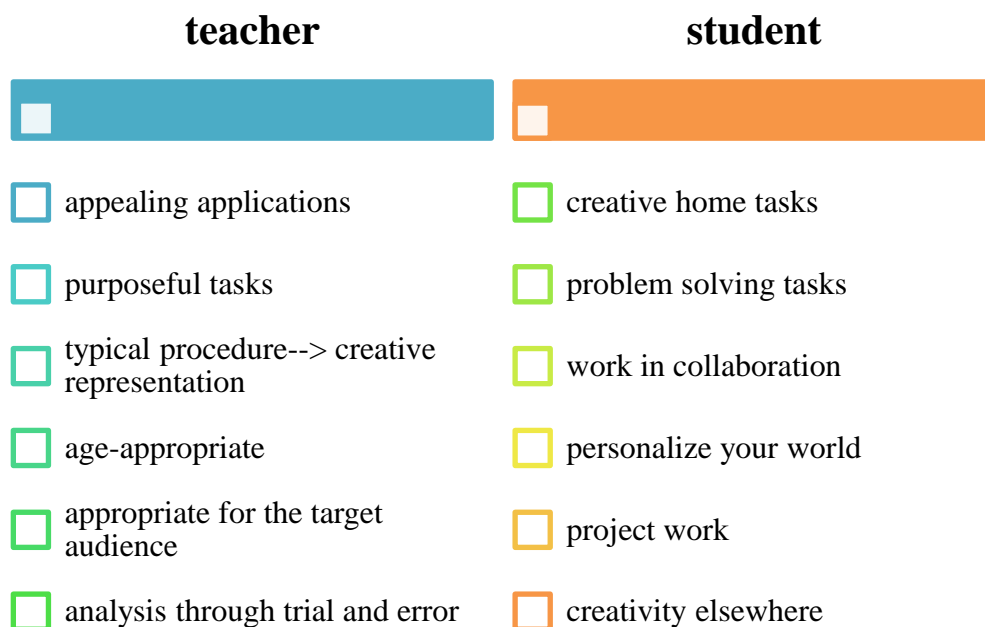 teacher
appealing applications
purposeful tasks
typical procedure--> creative
representation
age-appropriate
appropriate for the target
audience
analysis through trial and error
student
creative home tasks
problem solving tasks
work in collaboration
personalize your world
project work
creativity elsewhere